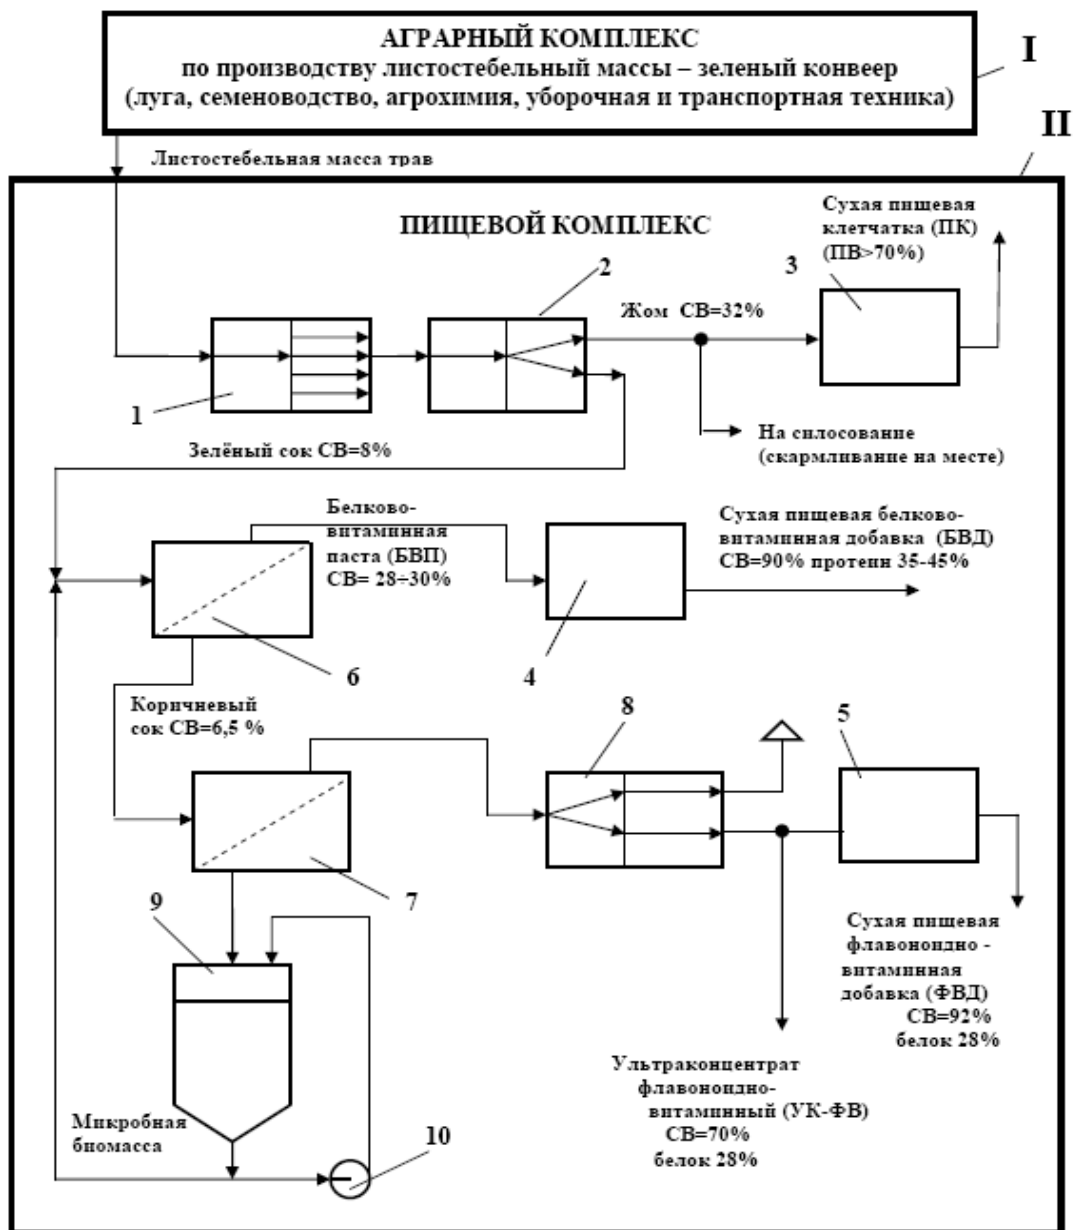 АГРАРНЫЙ КОМПЛЕКС
по производству листостебельный массы – зеленый конвеер
(луга, семеноводство, агрохимия, уборочная и транспортная техника)
I
II
Листостебельная масса трав
ПИЩЕВОЙ КОМПЛЕКС
Сухая пищевая
клетчатка (ПК)
(ПВ>70%)
2
3
Жом СВ=32%
1
На силосование
(скармливание на месте)
Зелёный сок СВ=8%
Белково-
витаминная
паста (БВП)
СВ= 28÷30%
Сухая пищевая белково-
витаминная добавка (БВД)
СВ=90% протеин 35-45%
6
4
Коричневый
сок СВ=6,5 %
8
5
7
9
Сухая пищевая
флавоноидно -
витаминная
добавка (ФВД)
СВ=92%
белок 28%
Ультраконцентрат
флавоноидно-
витаминный (УК-ФВ)
СВ=70%
белок 28%
Микробная
биомасса
10